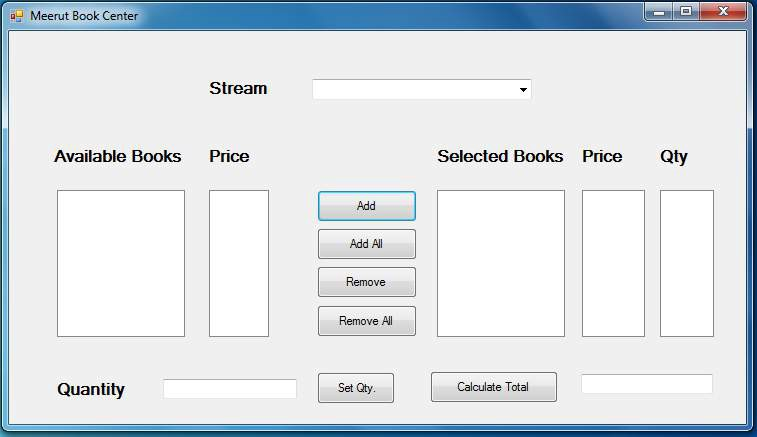 Meerut Book Center
Stream
Available Books Price Selected Books Price Qty
Add
Add All
Remove
Remove All
Quantity Set Qty. Calculate Total